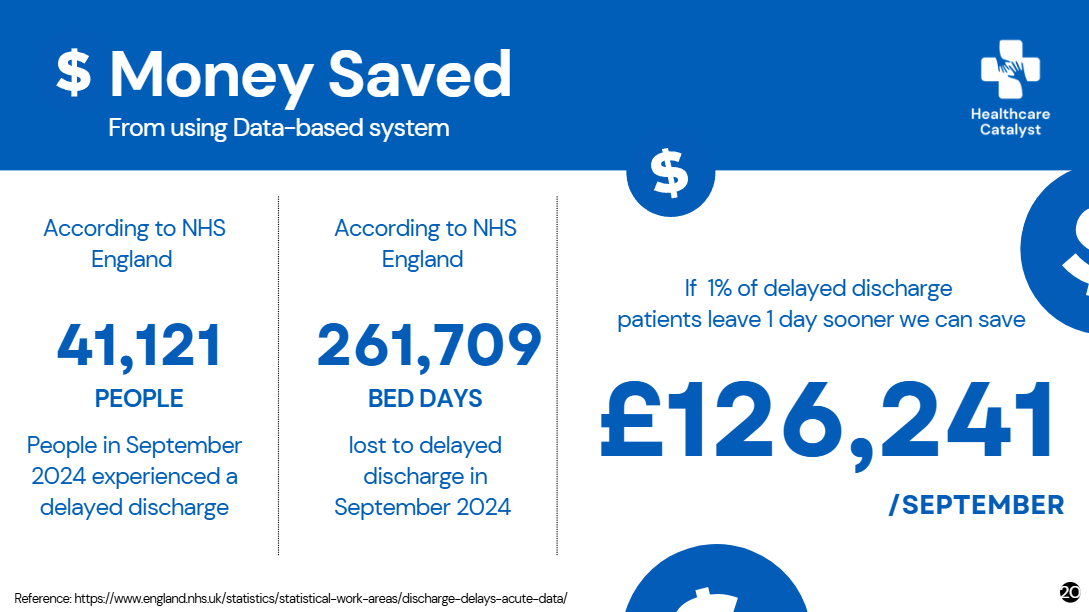 $ Money Saved
From using Data-based system
Healthcare
Catalyst
$
According to NHS
England
41,121
PEOPLE
People in September
2024 experienced a
delayed discharge
According to NHS
England
261,709
BED DAYS
lost to delayed
discharge in
September 2024
If 1% of delayed discharge
patients leave 1 day sooner we can save
£126,241
/SEPTEMBER
Reference: https://www.england.nhs.uk/statistics/statistical-work-areas/discharge-delays-acute-data/
20